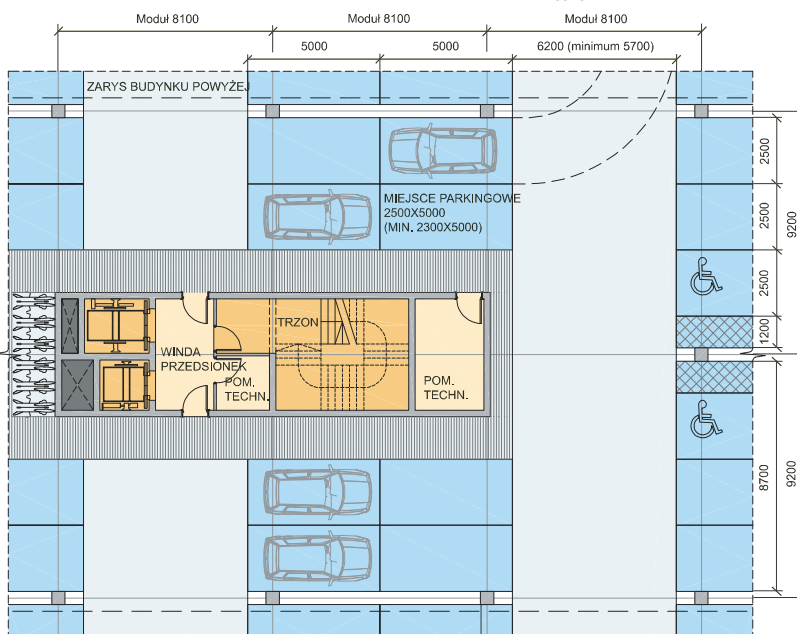 Moduł 8100
Moduł 8100
Moduł 8100
5000
5000
6200 (minimum 5700)
ZARYS BUDYNKU POWYŻEJ
2500
MIEJSCE PARKINGOWE
2500X5000
(MIN. 2300X5000)
2500
9200
2500
1200
TRZON
WINDA
PRZEDSIONEK
POM.
TECHN.
POM.
TECHN.
8700
9200